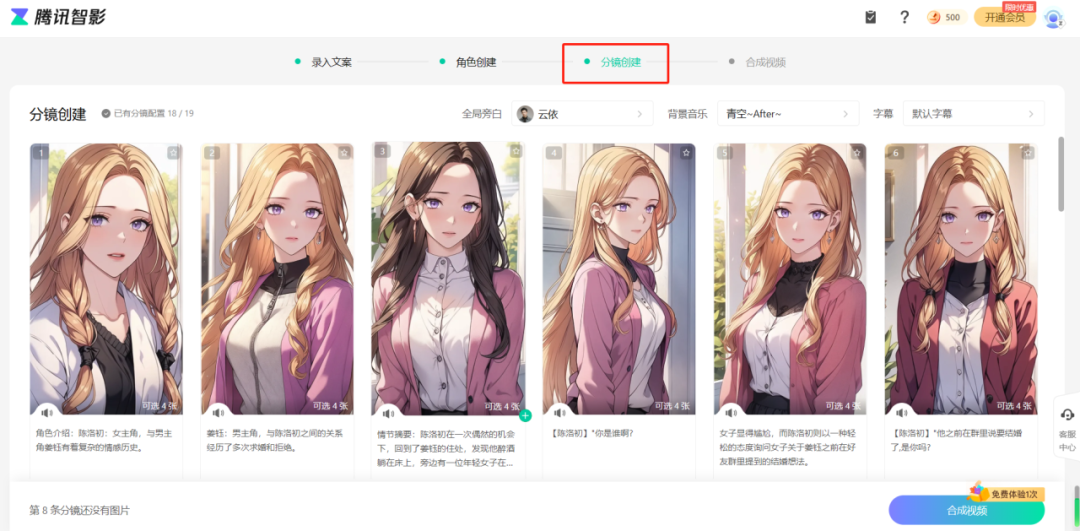 腾讯智影
500
限时优惠
开通会员
录入文案
角色创建
分镜创建
合成视频
分镜创建
已有分镜配置 18 / 19
全局旁白
云依
背景音乐
青空~After~
字幕
默认字幕
1
2
3
4
5
6
可选 4 张
可选 4 张
可选 4 张
可选 4 张
可选 4 张
可选 4 张
角色介绍：陈洛初：女主角，与男主
角姜钰有着复杂的情感历史。
姜钰：男主角，与陈洛初之间的关系
经历了多次求婚和拒绝。
情节摘要：陈洛初在一次偶然的机会
下，回到了姜钰的住处，发现他醉酒
躺在床上，旁边有一位年轻女子在...
【陈洛初】"你是谁啊?
女子显得尴尬，而陈洛初则以一种轻
松的态度询问女子关于姜钰之前在好
友群里提到的结婚想法。
【陈洛初】"他之前在群里说要结婚
了,是你吗?
客服
中心
第 8 条分镜还没有图片
免费体验1次
合成视频